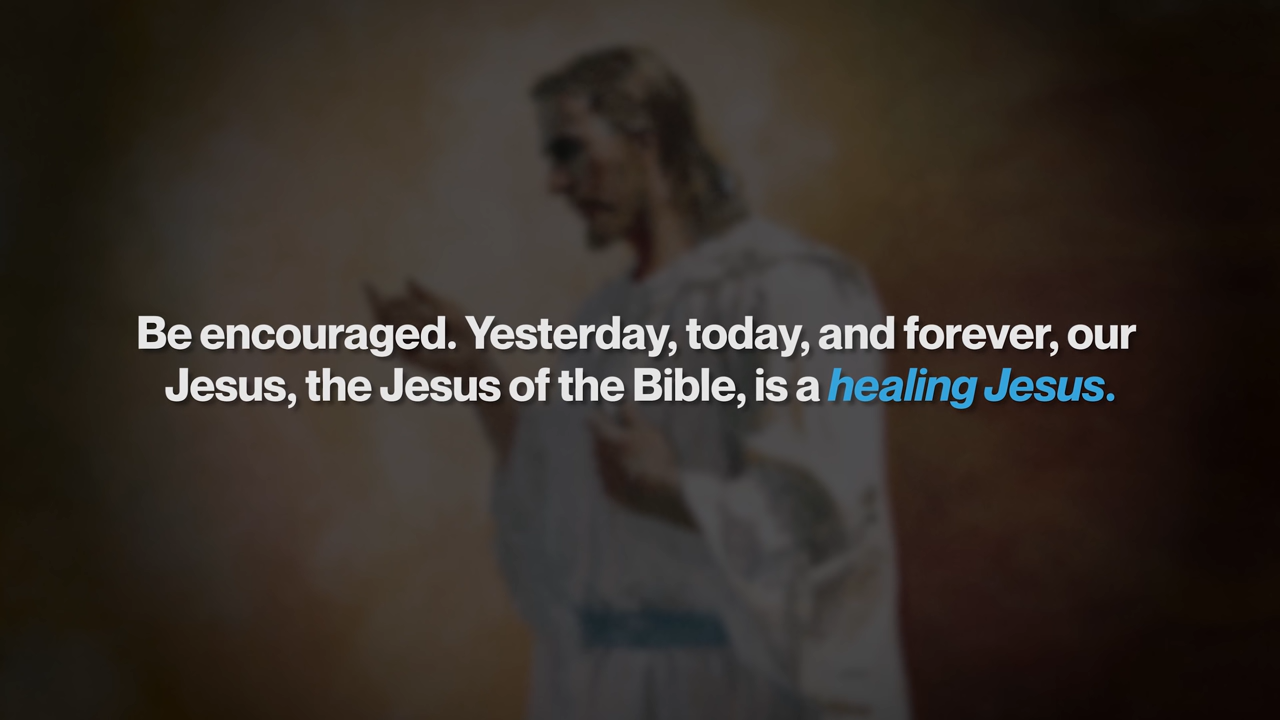 Be encouraged. Yesterday, today, and forever, our
Jesus, the Jesus of the Bible, is a healing Jesus.